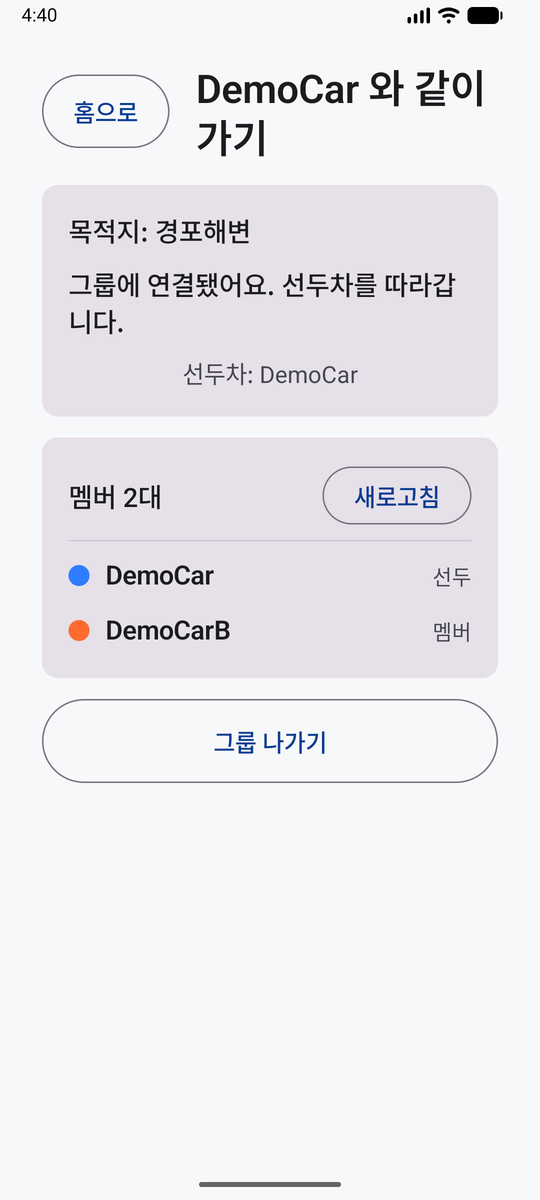 4:40
홈으로
DemoCar 와 같이
가기
목적지: 경포해변
그룹에 연결됐어요. 선두차를 따라갑
니다.
선두차: DemoCar
멤버 2대
새로고침
DemoCar
선두
DemoCarB
멤버
그룹 나가기